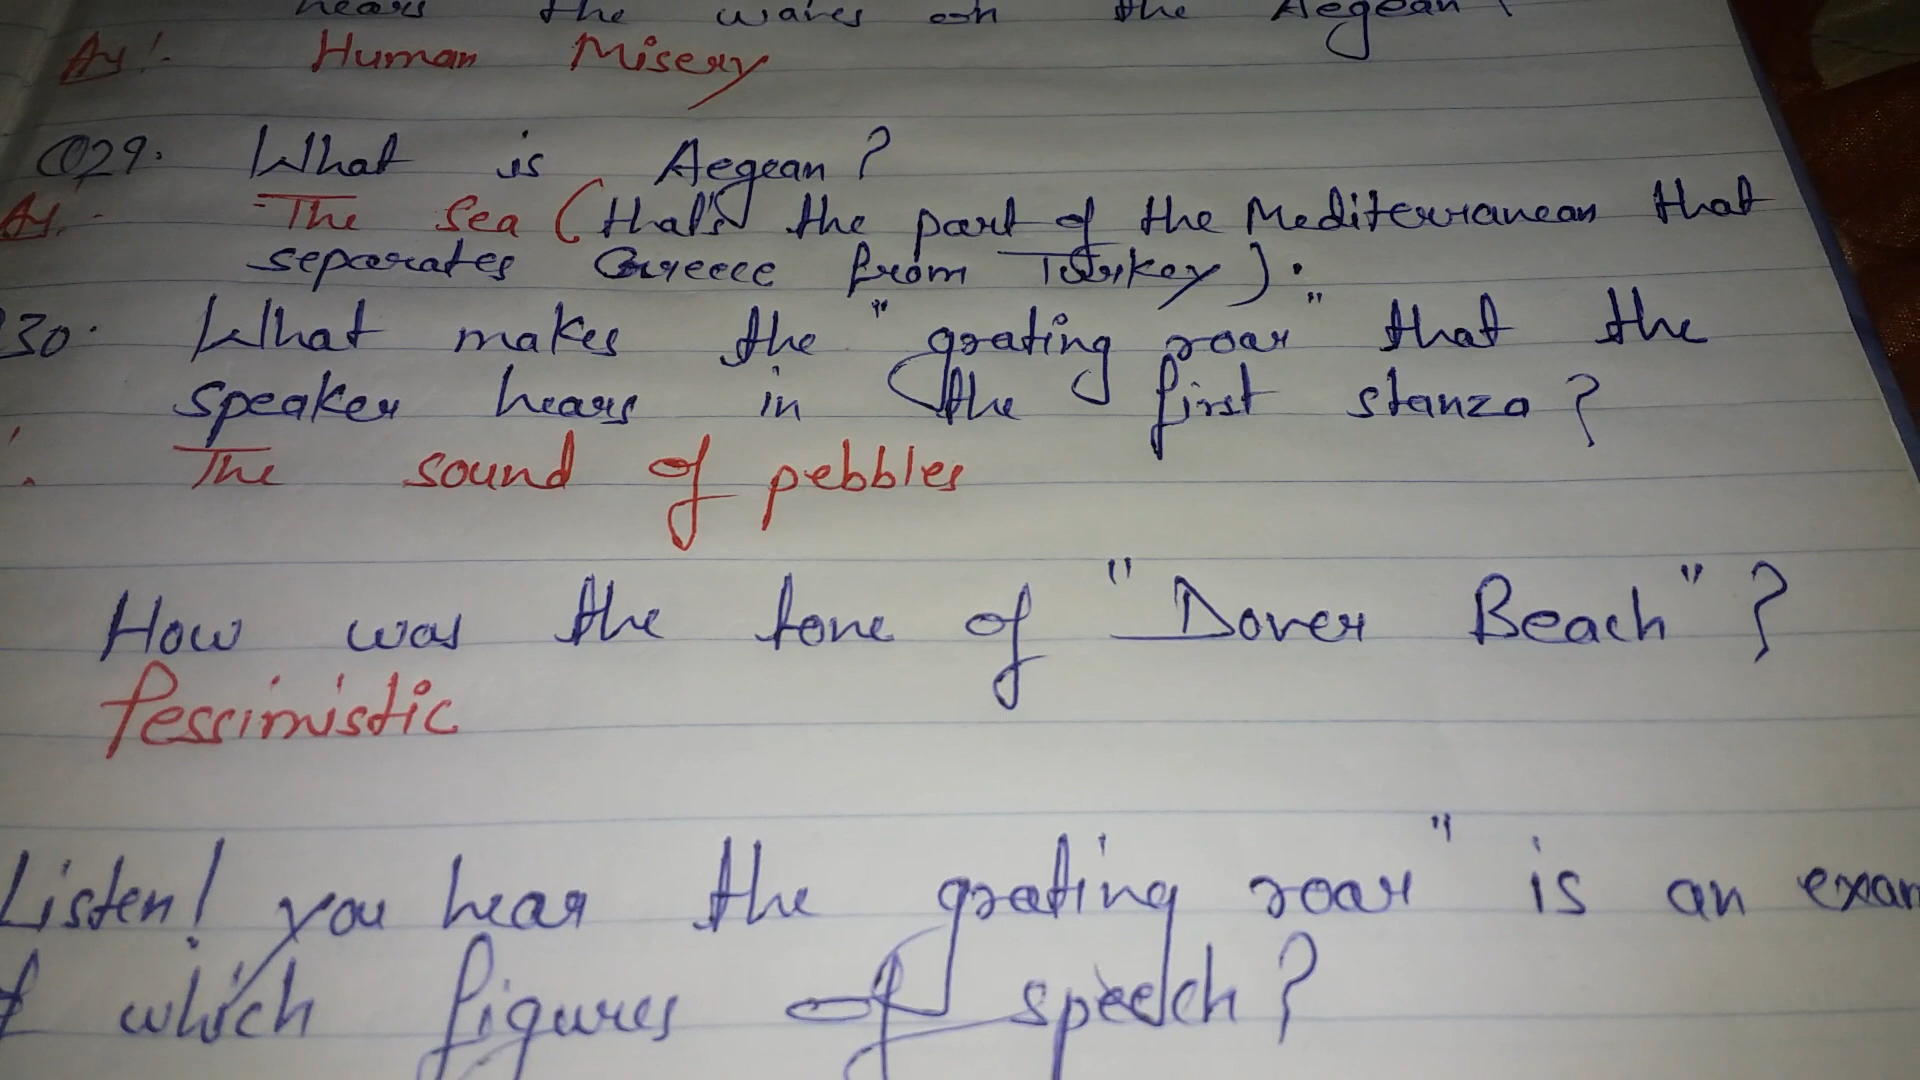 hears the waves on the Aegean?
Ans:- Human Misery
Q29. What is Aegean?
Ans:- The Sea (that's the part of the Mediterranean that
separates Greece from Turkey).
30. What makes the "grating roar" that the
speaker hears in the first stanza?
The sound of pebbles
How was the tone of "Dover Beach"?
Pessimistic
Listen! you hear the grating roar" is an exam
f which figures of speech?